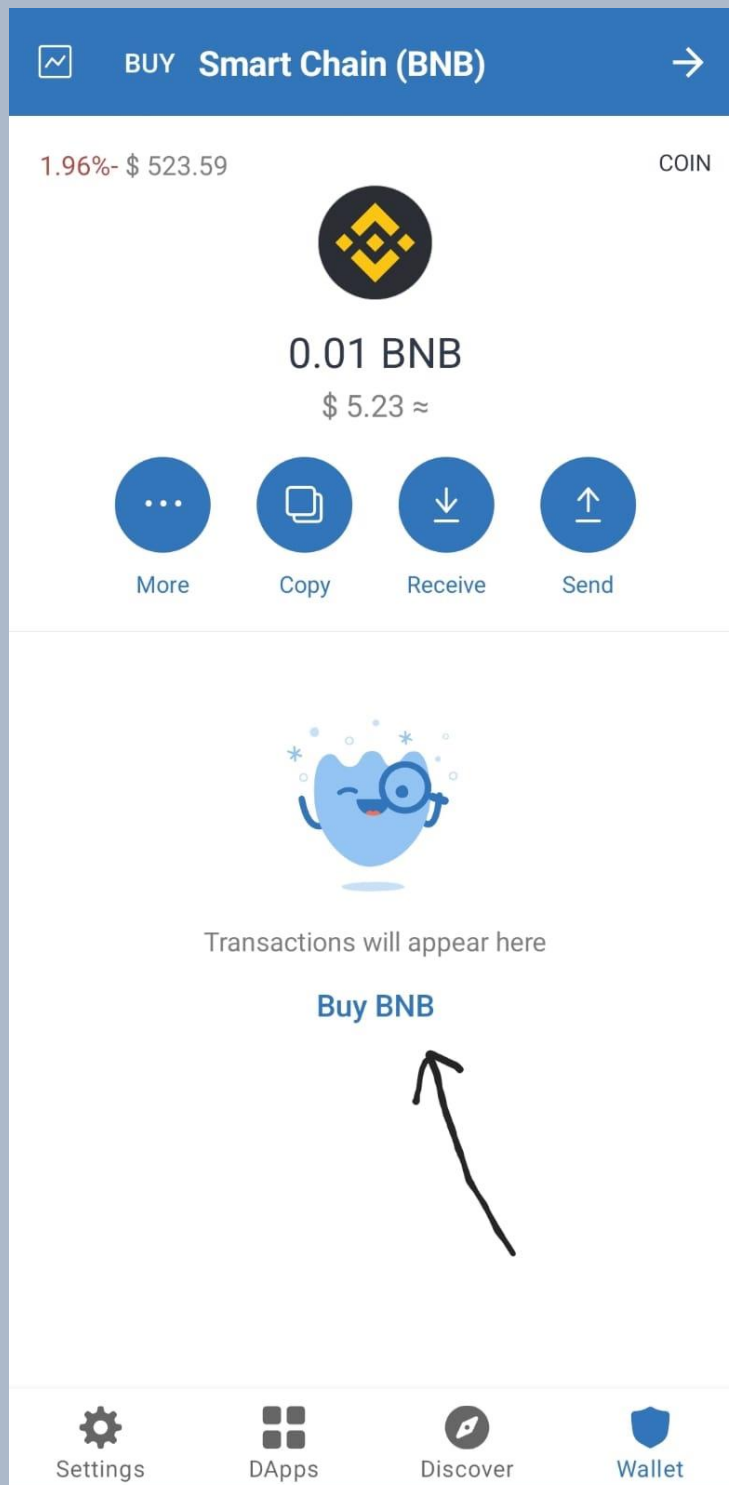 BUY Smart Chain (BNB)
1.96%- $ 523.59 COIN
0.01 BNB
$ 5.23 ≈
More Copy Receive Send
Transactions will appear here
Buy BNB
Settings DApps Discover Wallet